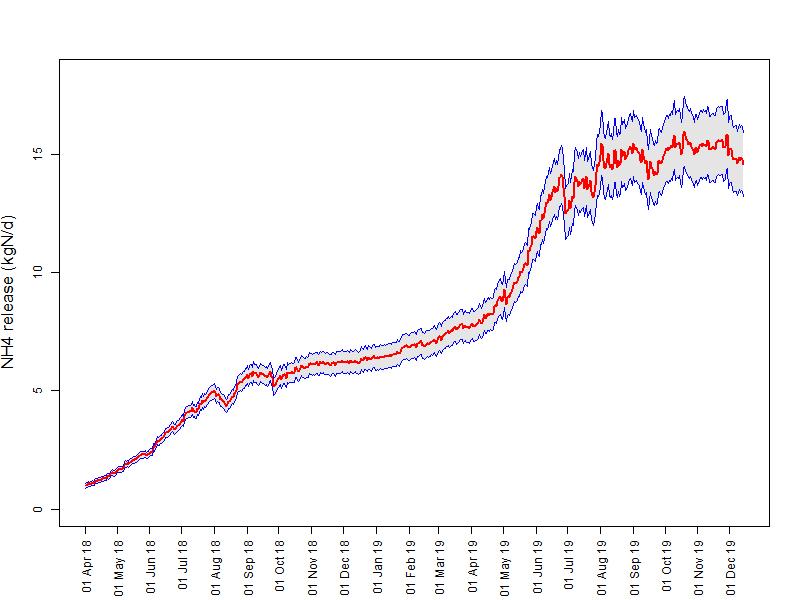 NH4 release (kgN/d)
15
10
5
0
01 Apr 18
01 May 18
01 Jun 18
01 Jul 18
01 Aug 18
01 Sep 18
01 Oct 18
01 Nov 18
01 Dec 18
01 Jan 19
01 Feb 19
01 Mar 19
01 Apr 19
01 May 19
01 Jun 19
01 Jul 19
01 Aug 19
01 Sep 19
01 Oct 19
01 Nov 19
01 Dec 19